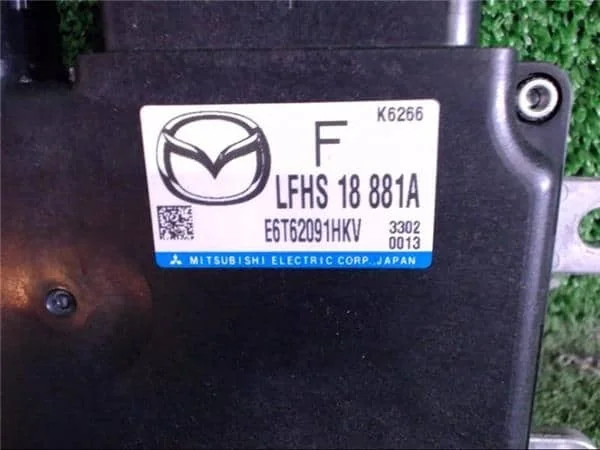 K6266
F
LFHS 18 881A
E6T62091HKV 3302
0013
MITSUBISHI ELECTRIC CORP. JAPAN